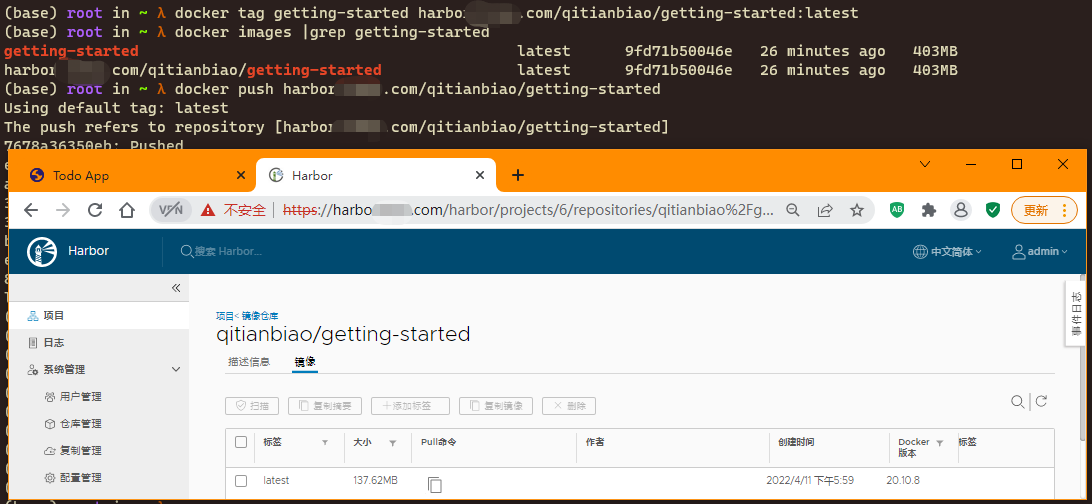 (base) root in ~ λ docker tag getting-started harbor .com/qitianbiao/getting-started:latest
(base) root in ~ λ docker images |grep getting-started
getting-started latest 9fd71b50046e 26 minutes ago 403MB
harbor .com/qitianbiao/getting-started latest 9fd71b50046e 26 minutes ago 403MB
(base) root in ~ λ docker push harbor .com/qitianbiao/getting-started
Using default tag: latest
The push refers to repository [harbor .com/qitianbiao/getting-started]
7678a36350eb: Pushed
Todo App Harbor
VPN 不安全 https://harbo .com/harbor/projects/6/repositories/qitianbiao%2Fg... 更新
Harbor 搜索 Harbor... 中文简体 admin
事件日志
项目
日志
系统管理
用户管理
仓库管理
复制管理
配置管理
项目< 镜像仓库
qitianbiao/getting-started
描述信息 镜像
扫描 复制摘要 +添加标签 复制镜像 × 删除
标签 大小 Pull命令 作者 创建时间 Docker 版本 标签
latest 137.62MB 2022/4/11 下午5:59 20.10.8